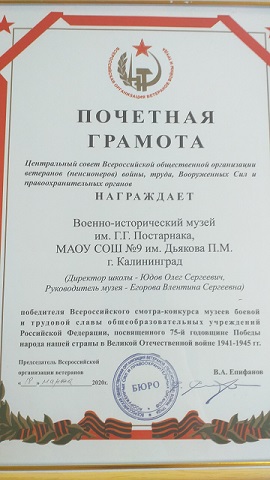 ПОЧЕТНАЯ
ГРАМОТА
Центральный совет Всероссийской общественной организации
ветеранов (пенсионеров) войны, труда, Вооруженных Сил и
правоохранительных органов
НАГРАЖДАЕТ
Военно-исторический музей
им. Г.Г. Постарнака,
МАОУ СОШ №9 им. Дьякова П.М.
г. Калининград
(Директор школы - Юдов Олег Сергеевич,
Руководитель музея - Егорова Влентина Сергеевна)
победителя Всероссийского смотра-конкурса музеев боевой
и трудовой славы общеобразовательных учреждений
Российской Федерации, посвященного 75-й годовщине Победы
народа нашей страны в Великой Отечественной войне 1941-1945 гг.
Председатель Всероссийской
организации ветеранов
В.А. Епифанов
«18» марта 2020г.
БЮРО